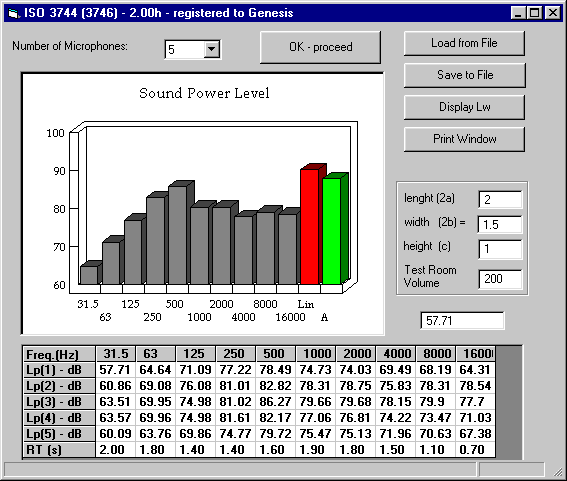 ISO 3744 (3746) - 2.00h - registered to Genesis
Number of Microphones:
5
OK - proceed
Load from File
Save to File
Display Lw
Print Window
Sound Power Level
100
90
80
70
60
31.5 125 500 2000 8000 Lin
63 250 1000 4000 16000 A
lenght (2a) 2
width (2b) = 1.5
height (c) 1
Test Room
Volume 200
57.71
Freq.(Hz) 31.5 63 125 250 500 1000 2000 4000 8000 1600
Lp(1) - dB 57.71 64.64 71.09 77.22 78.49 74.73 74.03 69.49 68.19 64.31
Lp(2) - dB 60.86 69.08 76.08 81.01 82.82 78.31 78.75 75.83 78.31 78.54
Lp(3) - dB 63.51 69.95 74.98 81.02 86.27 79.66 79.68 78.15 79.9 77.7
Lp(4) - dB 63.57 69.96 74.98 81.61 82.17 77.06 76.81 74.22 73.47 71.03
Lp(5) - dB 60.09 63.76 69.86 74.77 79.72 75.47 75.13 71.96 70.63 67.38
RT (s) 2.00 1.80 1.40 1.40 1.60 1.90 1.80 1.50 1.10 0.70